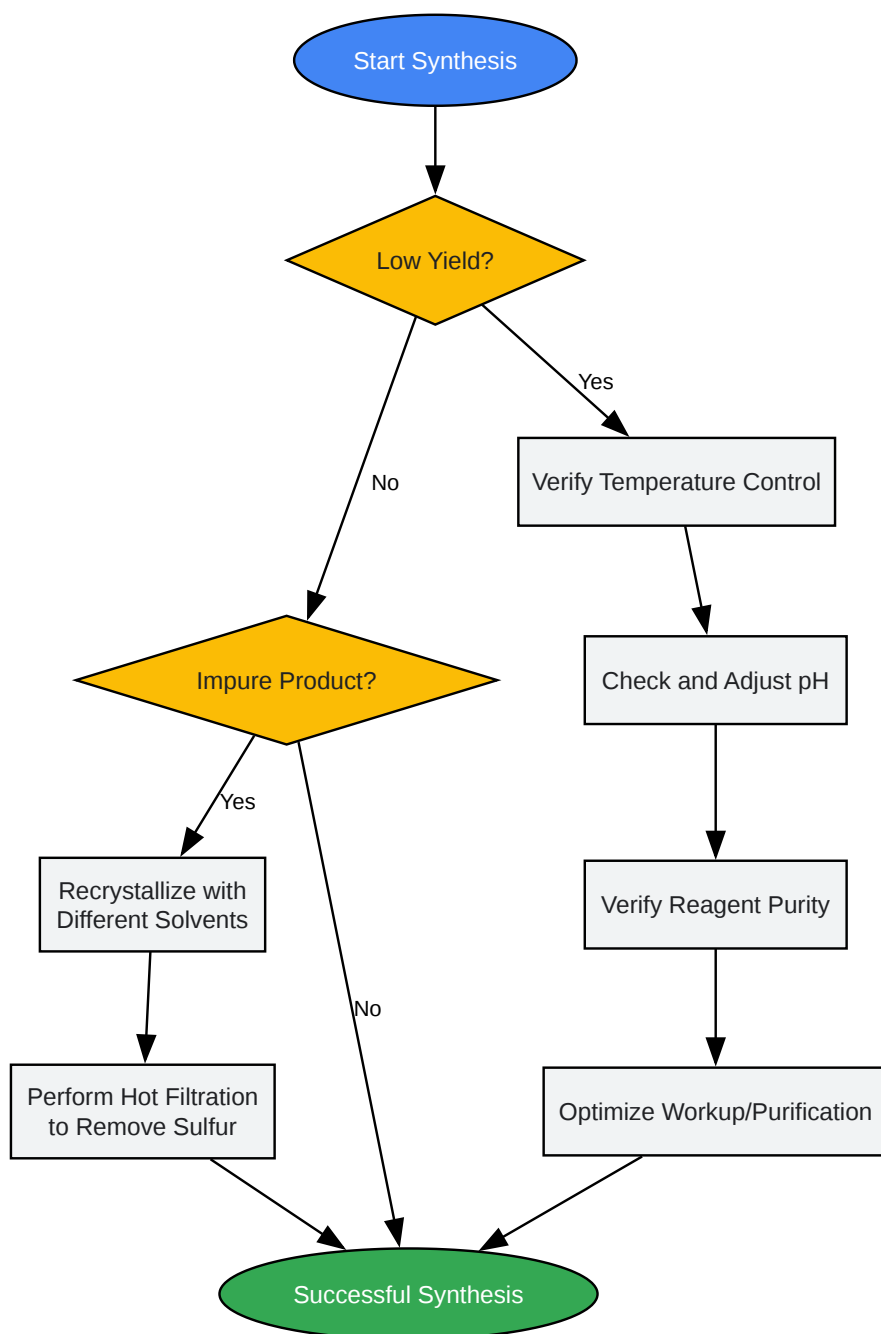 Start Synthesis
Low Yield?
Yes
Verify Temperature Control
No
Check and Adjust pH
Impure Product?
Yes
Recrystallize with
Different Solvents
Verify Reagent Purity
No
Perform Hot Filtration
to Remove Sulfur
Optimize Workup/Purification
Successful Synthesis